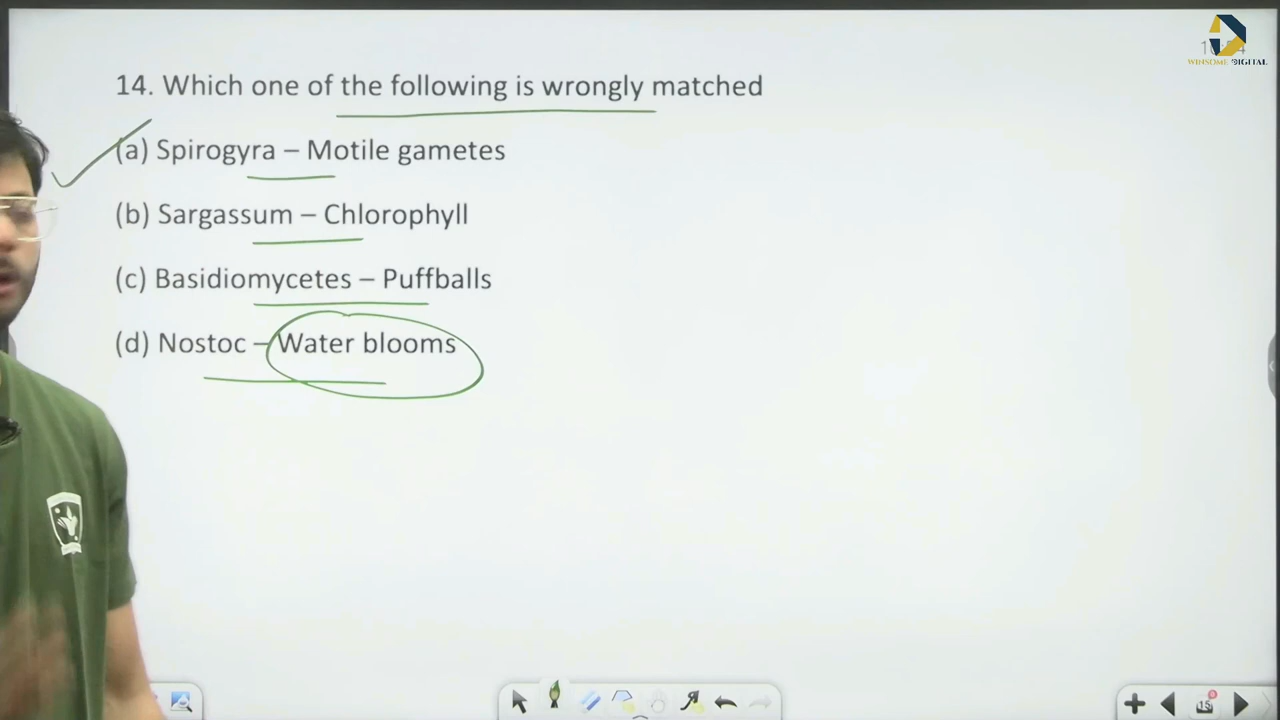 14. Which one of the following is wrongly matched
(a) Spirogyra – Motile gametes
(b) Sargassum – Chlorophyll
(c) Basidiomycetes – Puffballs
(d) Nostoc – Water blooms
WINSOME DIGITAL
15